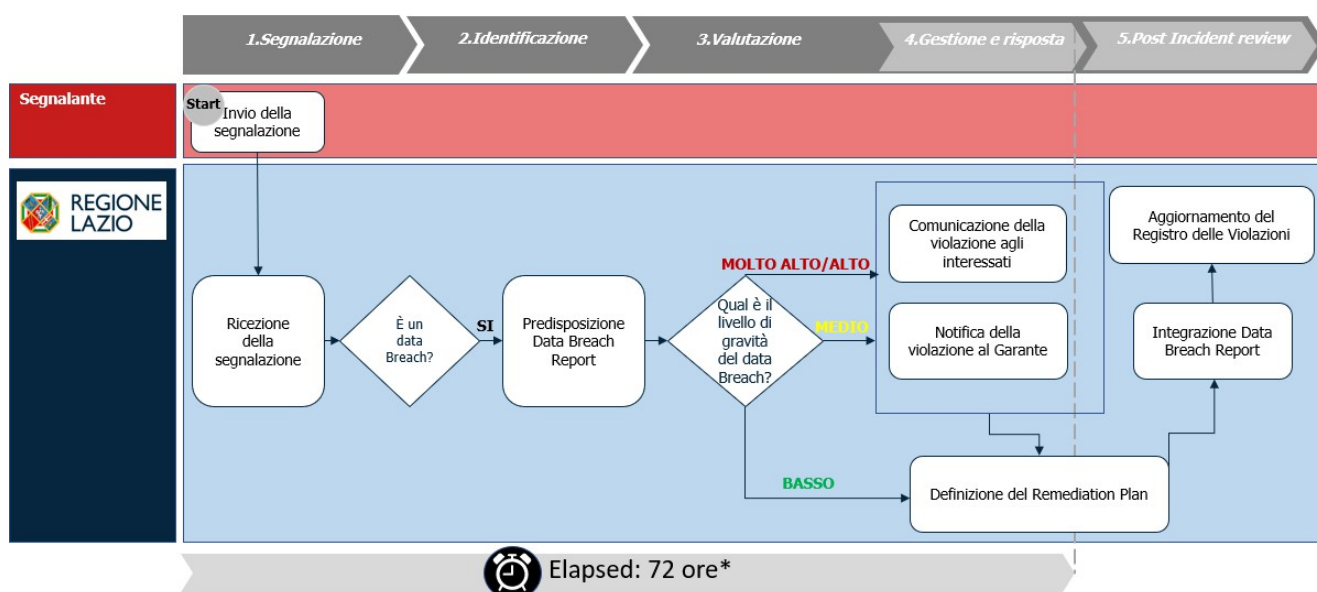 1.Segnalazione
2.Identificazione
3.Valutazione
4.Gestione e risposta
5.Post Incident review
Segnalante
Start
Invio della
segnalazione
REGIONE
LAZIO
Ricezione
della
segnalazione
È un
data
Breach?
SI
Predisposizione
Data Breach
Report
Qual è il
livello di
gravità
del data
Breach?
MOLTO ALTO/ALTO
MEDIO
BASSO
Comunicazione della
violazione agli
interessati
Notifica della
violazione al Garante
Definizione del Remediation Plan
Aggiornamento del
Registro delle Violazioni
Integrazione Data
Breach Report
Elapsed: 72 ore*